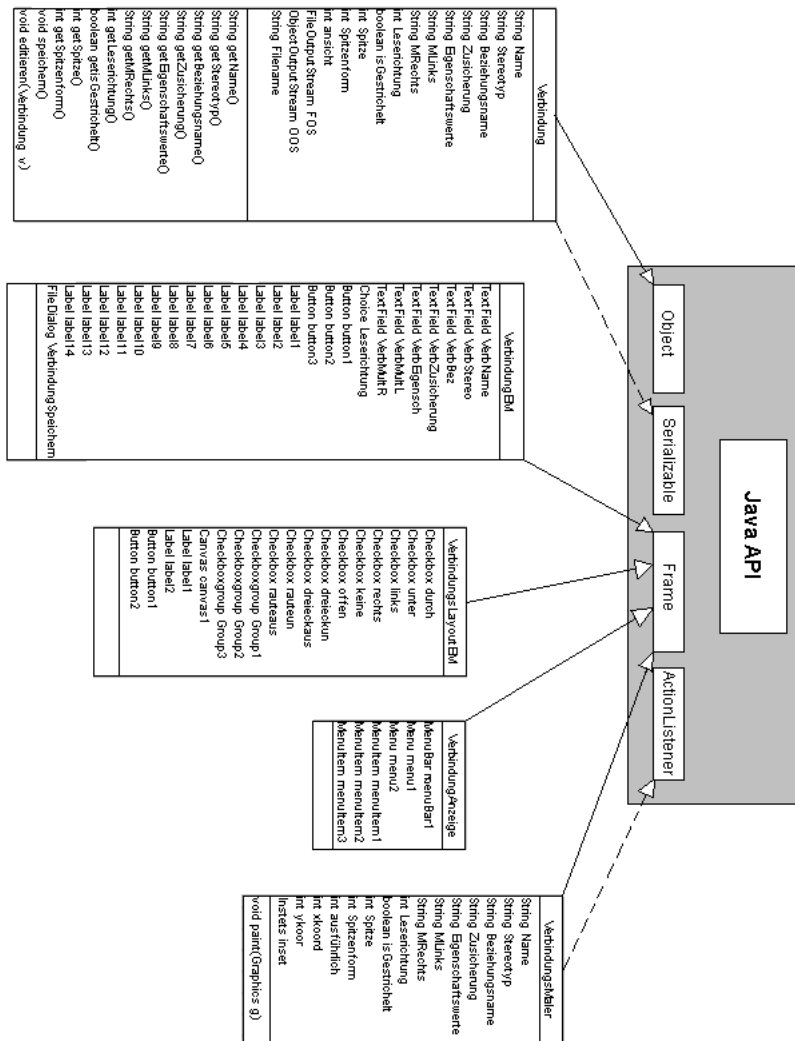 Java API
Object
Serializable
Frame
ActionListener
Verbindung
String Name
String Stereotyp
String Beziehungsname
String Zusicherung
String Eigenschaftswerte
String MLinks
String MRechts
int Leserichtung
boolean isGestrichelt
int Spitze
int Spitzenform
int ansicht
FileOutputStream FOS
ObjectOutputStream OOS
String Filename
String getName()
String getStereotyp()
String getBeziehungsname()
String getZusicherung()
String getEigenschaftswerte()
String getMLinks()
String getMRechts()
int getLeserichtung()
boolean getisGestrichelt()
int getSpitze()
int getSpitzenform()
void speichern()
void editieren(Verbindung v)
VerbindungEM
TextField VerbName
TextField VerbStereo
TextField VerbBez
TextField VerbZusicherung
TextField VerbEigensch
TextField VerbMultL
TextField VerbMultR
Choice Leserichtung
Button button1
Button button2
Button button3
Label label1
Label label2
Label label3
Label label4
Label label5
Label label6
Label label7
Label label8
Label label9
Label label10
Label label11
Label label12
Label label13
Label label14
FileDialog VerbindungSpeichern
VerbindungsLayoutEM
Checkbox durch
Checkbox unter
Checkbox links
Checkbox rechts
Checkbox keine
Checkbox offen
Checkbox dreieckun
Checkbox dreieckaus
Checkbox rauteun
Checkbox rauteaus
Checkboxgroup Group1
Checkboxgroup Group2
Checkboxgroup Group3
Canvas canvas1
Label label1
Label label2
Button button1
Button button2
VerbindungAnzeige
MenuBar menuBar1
Menu menu1
Menu menu2
MenuItem menuItem1
MenuItem menuItem2
MenuItem menuItem3
VerbindungsMaler
String Name
String Stereotyp
String Beziehungsname
String Zusicherung
String Eigenschaftswerte
String MLinks
String MRechts
int Leserichtung
boolean isGestrichelt
int Spitze
int Spitzenform
int ausführlich
int xkoord
int ykoor
Instets inset
void paint(Graphics g)